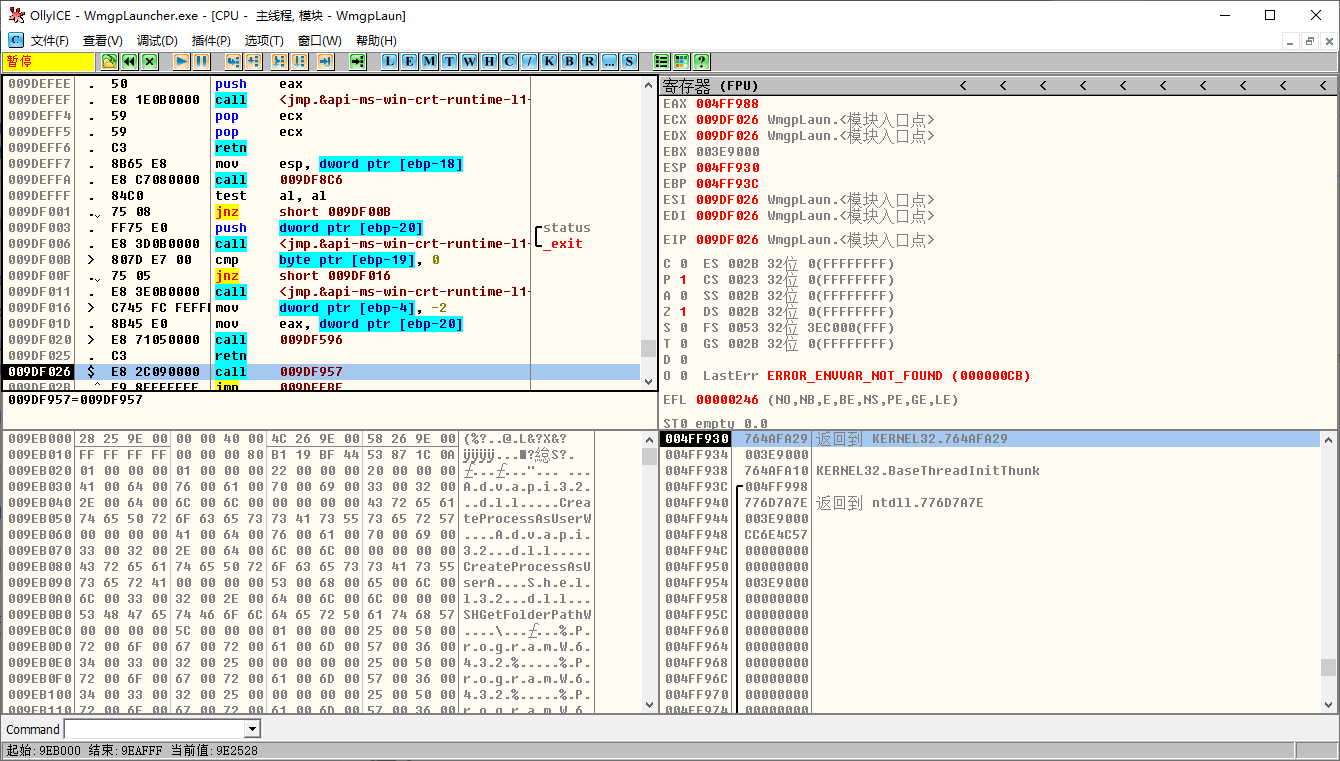 OllyICE - WmgpLauncher.exe - [CPU - 主线程, 模块 - WmgpLaun]
文件(F) 查看(V) 调试(D) 插件(P) 选项(T) 窗口(W) 帮助(H)
暂停 L E M T W H C / K B R ... S ?
009DEFEE . 50 push eax
009DEFEF . E8 1E0B0000 call <jmp.&api-ms-win-crt-runtime-l1-
009DEFF4 . 59 pop ecx
009DEFF5 . 59 pop ecx
009DEFF6 . C3 retn
009DEFF7 . 8B65 E8 mov esp, dword ptr [ebp-18]
009DEFFA . E8 C7080000 call 009DF8C6
009DEFFF . 84C0 test al, al
009DF001 . 75 08 jnz short 009DF00B
009DF003 . FF75 E0 push dword ptr [ebp-20] status
009DF006 . E8 3D0B0000 call <jmp.&api-ms-win-crt-runtime-l1- _exit
009DF00B > 807D E7 00 cmp byte ptr [ebp-19], 0
009DF00F . 75 05 jnz short 009DF016
009DF011 . E8 3E0B0000 call <jmp.&api-ms-win-crt-runtime-l1-
009DF016 > C745 FC FEFFF mov dword ptr [ebp-4], -2
009DF01D . 8B45 E0 mov eax, dword ptr [ebp-20]
009DF020 > E8 71050000 call 009DF596
009DF025 . C3 retn
009DF026 $ E8 2C090000 call 009DF957
009DF02B ^ E9 8EFEFFFF jmp 009DEEBE
009DF957=009DF957
寄存器 (FPU) < < < < < < < < < <
EAX 004FF988
ECX 009DF026 WmgpLaun.<模块入口点>
EDX 009DF026 WmgpLaun.<模块入口点>
EBX 003E9000
ESP 004FF930
EBP 004FF93C
ESI 009DF026 WmgpLaun.<模块入口点>
EDI 009DF026 WmgpLaun.<模块入口点>
EIP 009DF026 WmgpLaun.<模块入口点>
C 0 ES 002B 32位 0(FFFFFFFF)
P 1 CS 0023 32位 0(FFFFFFFF)
A 0 SS 002B 32位 0(FFFFFFFF)
Z 1 DS 002B 32位 0(FFFFFFFF)
S 0 FS 0053 32位 3EC000(FFF)
T 0 GS 002B 32位 0(FFFFFFFF)
D 0
O 0 LastErr ERROR_ENVVAR_NOT_FOUND (000000CB)
EFL 00000246 (NO,NB,E,BE,NS,PE,GE,LE)
ST0 empty 0.0
009EB000 28 25 9E 00 00 00 40 00 4C 26 9E 00 58 26 9E 00 (%?..@.L&?X&?
009EB010 FF FF FF FF 00 00 00 80 B1 19 BF 44 53 87 1C 0A
009EB020 01 00 00 00 01 00 00 00 22 00 00 00 20 00 00 00
009EB030 41 00 64 00 76 00 61 00 70 00 69 00 33 00 32 00 A.d.v.a.p.i.3.2.
009EB040 2E 00 64 00 6C 00 6C 00 00 00 00 00 43 72 65 61 ..d.l.l.....Crea
009EB050 74 65 50 72 6F 63 65 73 73 41 73 55 73 65 72 57 teProcessAsUserW
009EB060 00 00 00 00 41 00 64 00 76 00 61 00 70 00 69 00 ....A.d.v.a.p.i.
009EB070 33 00 32 00 2E 00 64 00 6C 00 6C 00 00 00 00 00 3.2...d.l.l.....
009EB080 43 72 65 61 74 65 50 72 6F 63 65 73 73 41 73 55 CreateProcessAsU
009EB090 73 65 72 41 00 00 00 00 53 00 68 00 65 00 6C 00 serA....S.h.e.l.
009EB0A0 6C 00 33 00 32 00 2E 00 64 00 6C 00 6C 00 00 00 l.3.2...d.l.l...
009EB0B0 53 48 47 65 74 46 6F 6C 64 65 72 50 61 74 68 57 SHGetFolderPathW
009EB0C0 00 00 00 00 5C 00 00 00 01 00 00 00 25 00 50 00
009EB0D0 72 00 6F 00 67 00 72 00 61 00 6D 00 57 00 36 00 r.o.g.r.a.m.W.6.
009EB0E0 34 00 33 00 32 00 25 00 00 00 00 00 25 00 50 00 4.3.2.%.....%.P.
009EB0F0 72 00 6F 00 67 00 72 00 61 00 6D 00 57 00 36 00 r.o.g.r.a.m.W.6.
009EB100 34 00 33 00 32 00 25 00 00 00 00 00 25 00 50 00 4.3.2.%.....%.P.
009EB110 72 00 6F 00 67 00 72 00 61 00 6D 00 57 00 36 00 r.o.g.r.a.m.W.6.
004FF930 764AFA29 返回到 KERNEL32.764AFA29
004FF934 003E9000
004FF938 764AFA10 KERNEL32.BaseThreadInitThunk
004FF93C 004FF998
004FF940 776D7A7E 返回到 ntdll.776D7A7E
004FF944 003E9000
004FF948 CC6E4C57
004FF94C 00000000
004FF950 00000000
004FF954 003E9000
004FF958 00000000
004FF95C 00000000
004FF960 00000000
004FF964 00000000
004FF968 00000000
004FF96C 00000000
004FF970 00000000
004FF974 00000000
Command
起始:9EB000 结束:9EAFFF 当前值:9E2528